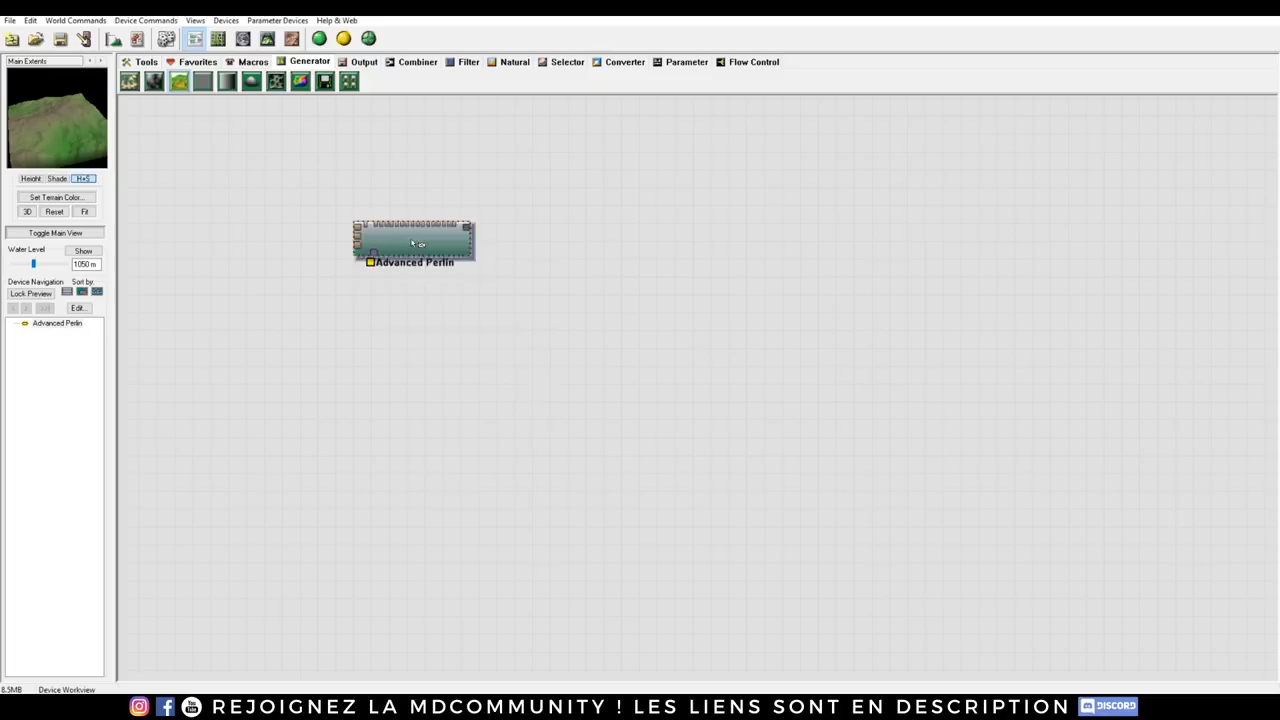 File Edit World Commands Device Commands Views Devices Parameter Devices Help & Web
Main Extents
Tools Favorites Macros Generator Output Combiner Filter Natural Selector Converter Parameter Flow Control
Height Shade H+S
Set Terrain Color...
3D Reset Fit
Toggle Main View
Water Level Show
1050 m
Device Navigation Sort by:
Lock Preview
Edit...
Advanced Perlin
Advanced Perlin
8.5MB Device Workview
REJOIGNEZ LA MDCOMMUNITY ! LES LIENS SONT EN DESCRIPTION DISCORD